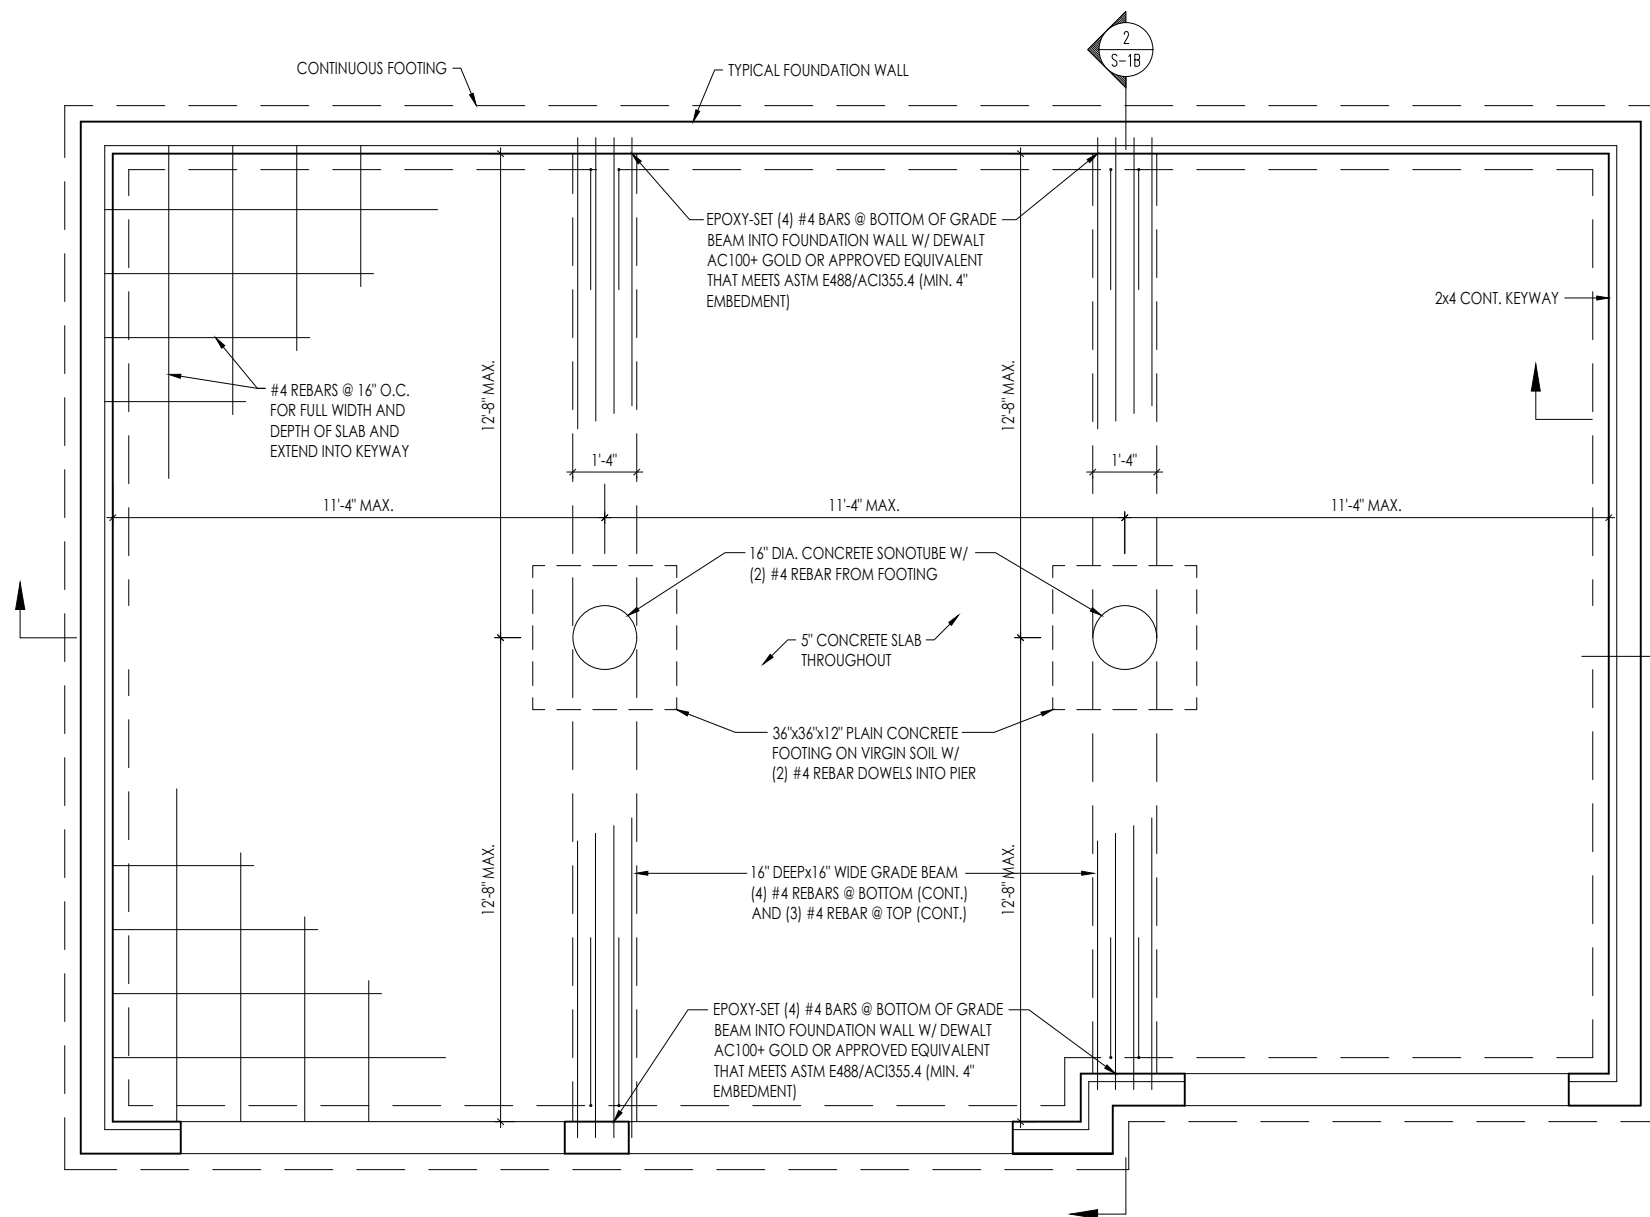 2
S-1B
CONTINUOUS FOOTING
TYPICAL FOUNDATION WALL
EPOXY-SET (4) #4 BARS @ BOTTOM OF GRADE
BEAM INTO FOUNDATION WALL W/ DEWALT
AC100+ GOLD OR APPROVED EQUIVALENT
THAT MEETS ASTM E488/ACI355.4 (MIN. 4"
EMBEDMENT)
2x4 CONT. KEYWAY
#4 REBARS @ 16" O.C.
FOR FULL WIDTH AND
DEPTH OF SLAB AND
EXTEND INTO KEYWAY
12'-8" MAX.
12'-8" MAX.
1'-4"
1'-4"
11'-4" MAX.
11'-4" MAX.
11'-4" MAX.
16" DIA. CONCRETE SONOTUBE W/
(2) #4 REBAR FROM FOOTING
5" CONCRETE SLAB
THROUGHOUT
36"x36"x12" PLAIN CONCRETE
FOOTING ON VIRGIN SOIL W/
(2) #4 REBAR DOWELS INTO PIER
12'-8" MAX.
12'-8" MAX.
16" DEEPx16" WIDE GRADE BEAM
(4) #4 REBARS @ BOTTOM (CONT.)
AND (3) #4 REBAR @ TOP (CONT.)
EPOXY-SET (4) #4 BARS @ BOTTOM OF GRADE
BEAM INTO FOUNDATION WALL W/ DEWALT
AC100+ GOLD OR APPROVED EQUIVALENT
THAT MEETS ASTM E488/ACI355.4 (MIN. 4"
EMBEDMENT)